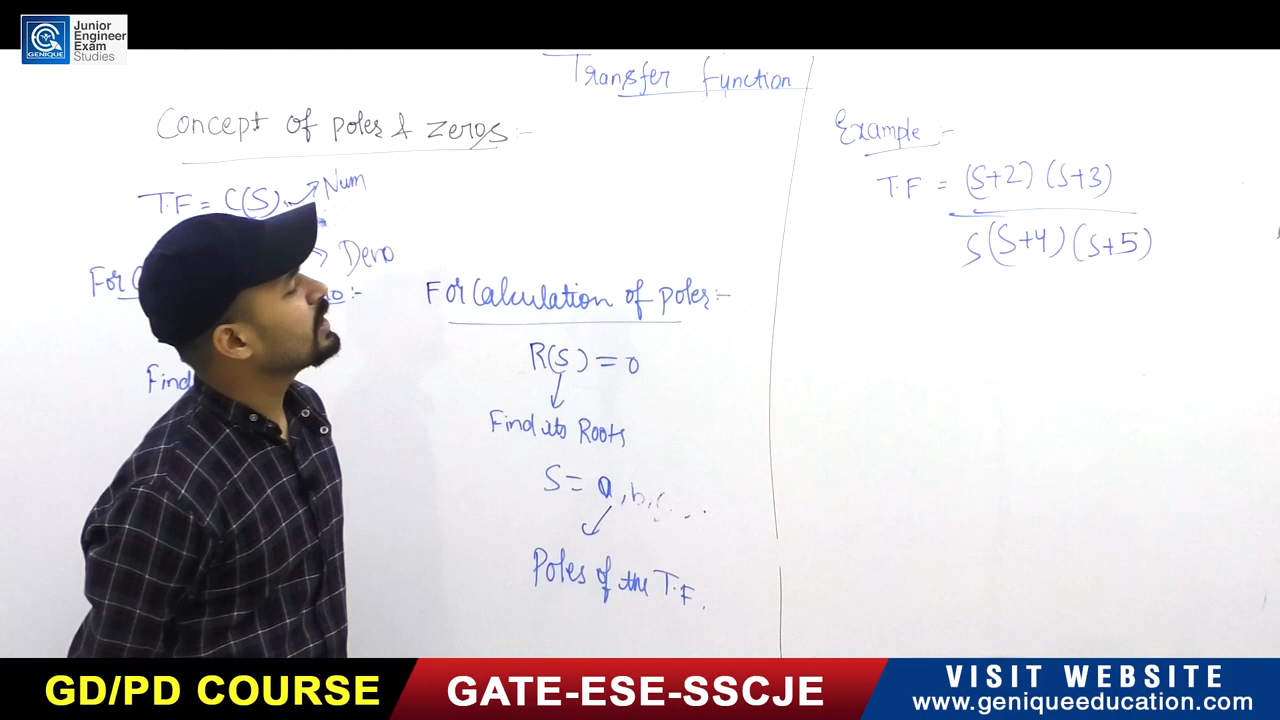 GENIQUE
Junior
Engineer
Exam
Studies
Transfer function
Concept of poles & zeros :-
T.F = C(S) → Num
→ Deno
For C
:-
Find
For Calculation of poles :-
R(S) = 0
↓
Find its Roots
S = a, b, c, ...
Poles of the T.F.
Example :-
T.F = (S+2) (S+3)
S(S+4) (S+5)
GD/PD COURSE
GATE-ESE-SSCJE
VISIT WEBSITE
www.geniqueeducation.com